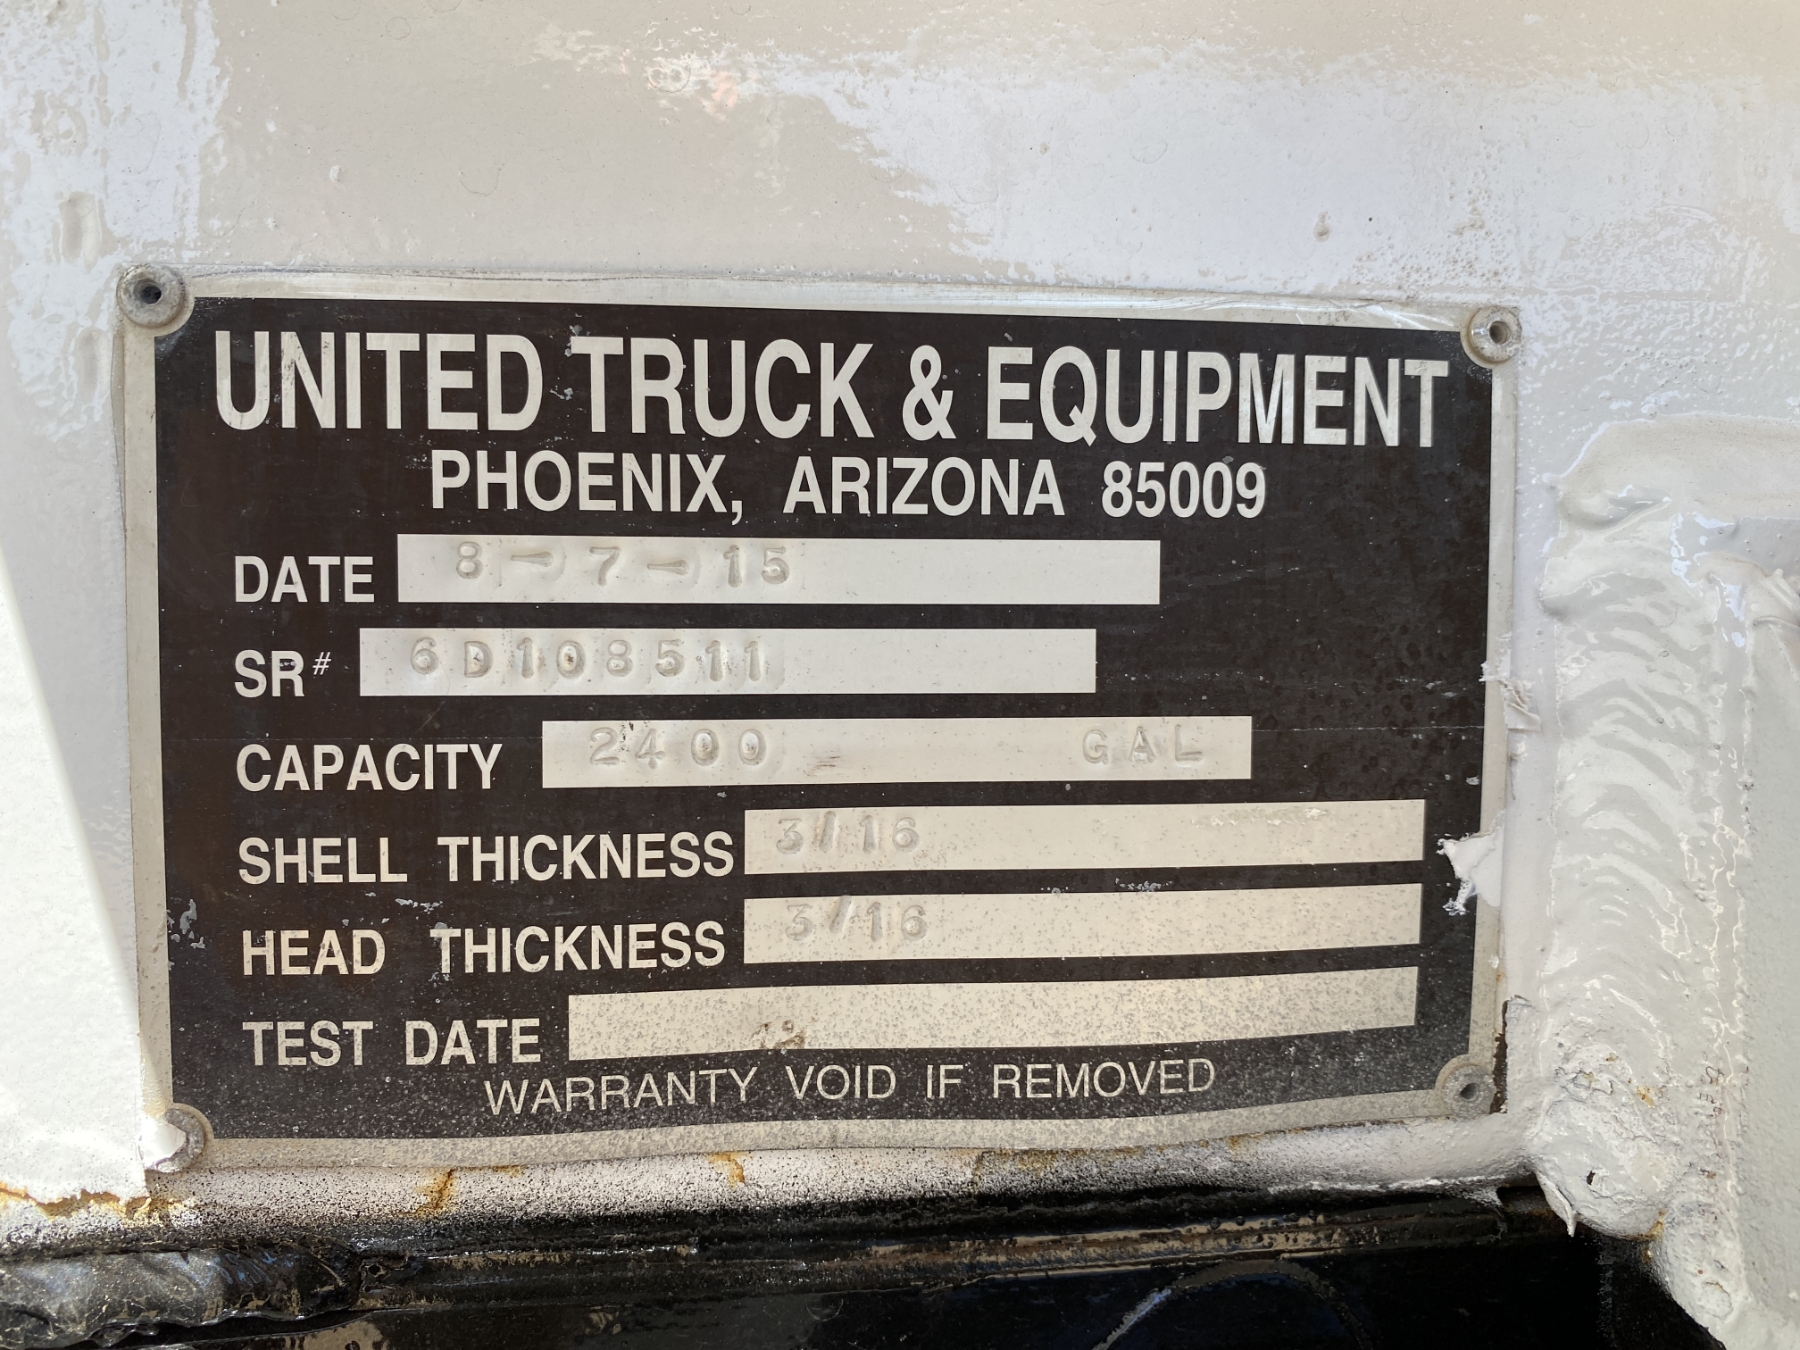 UNITED TRUCK & EQUIPMENT
PHOENIX, ARIZONA 85009
DATE 8-7-15
SR# 6D108511
CAPACITY 2400 GAL
SHELL THICKNESS 3/16
HEAD THICKNESS 3/16
TEST DATE
WARRANTY VOID IF REMOVED